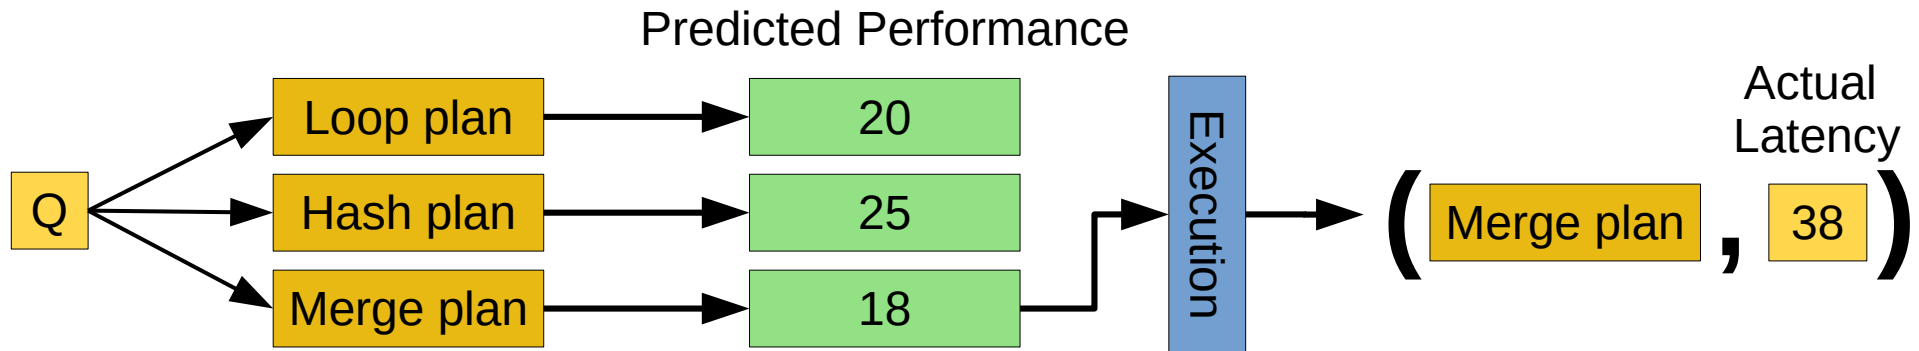 Predicted Performance
Actual
Latency
Q
Loop plan
20
Hash plan
25
Merge plan
18
Execution
( Merge plan , 38 )